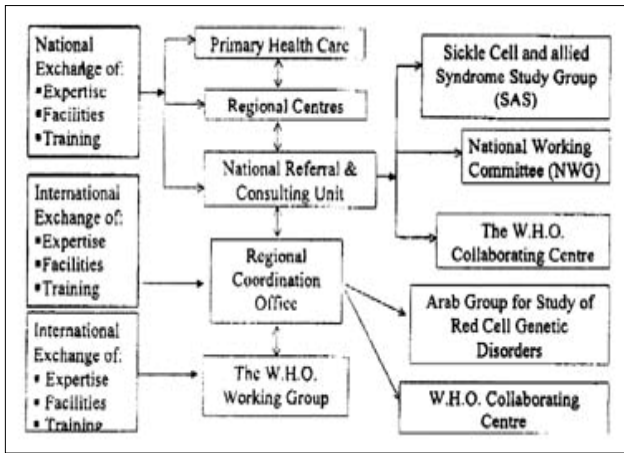 National
Exchange of:
▪Expertise
▪Facilities
▪Training
International
Exchange of:
▪Expertise
▪Facilities
▪Training
International
Exchange of:
▪ Expertise
▪ Facilities
▪ Training
Primary Health Care
Regional Centres
National Referral &
Consulting Unit
Regional
Coordination
Office
The W.H.O.
Working Group
Sickle Cell and allied
Syndrome Study Group
(SAS)
National Working
Committee (NWG)
The W.H.O.
Collaborating Centre
Arab Group for Study of
Red Cell Genetic
Disorders
W.H.O. Collaborating
Centre